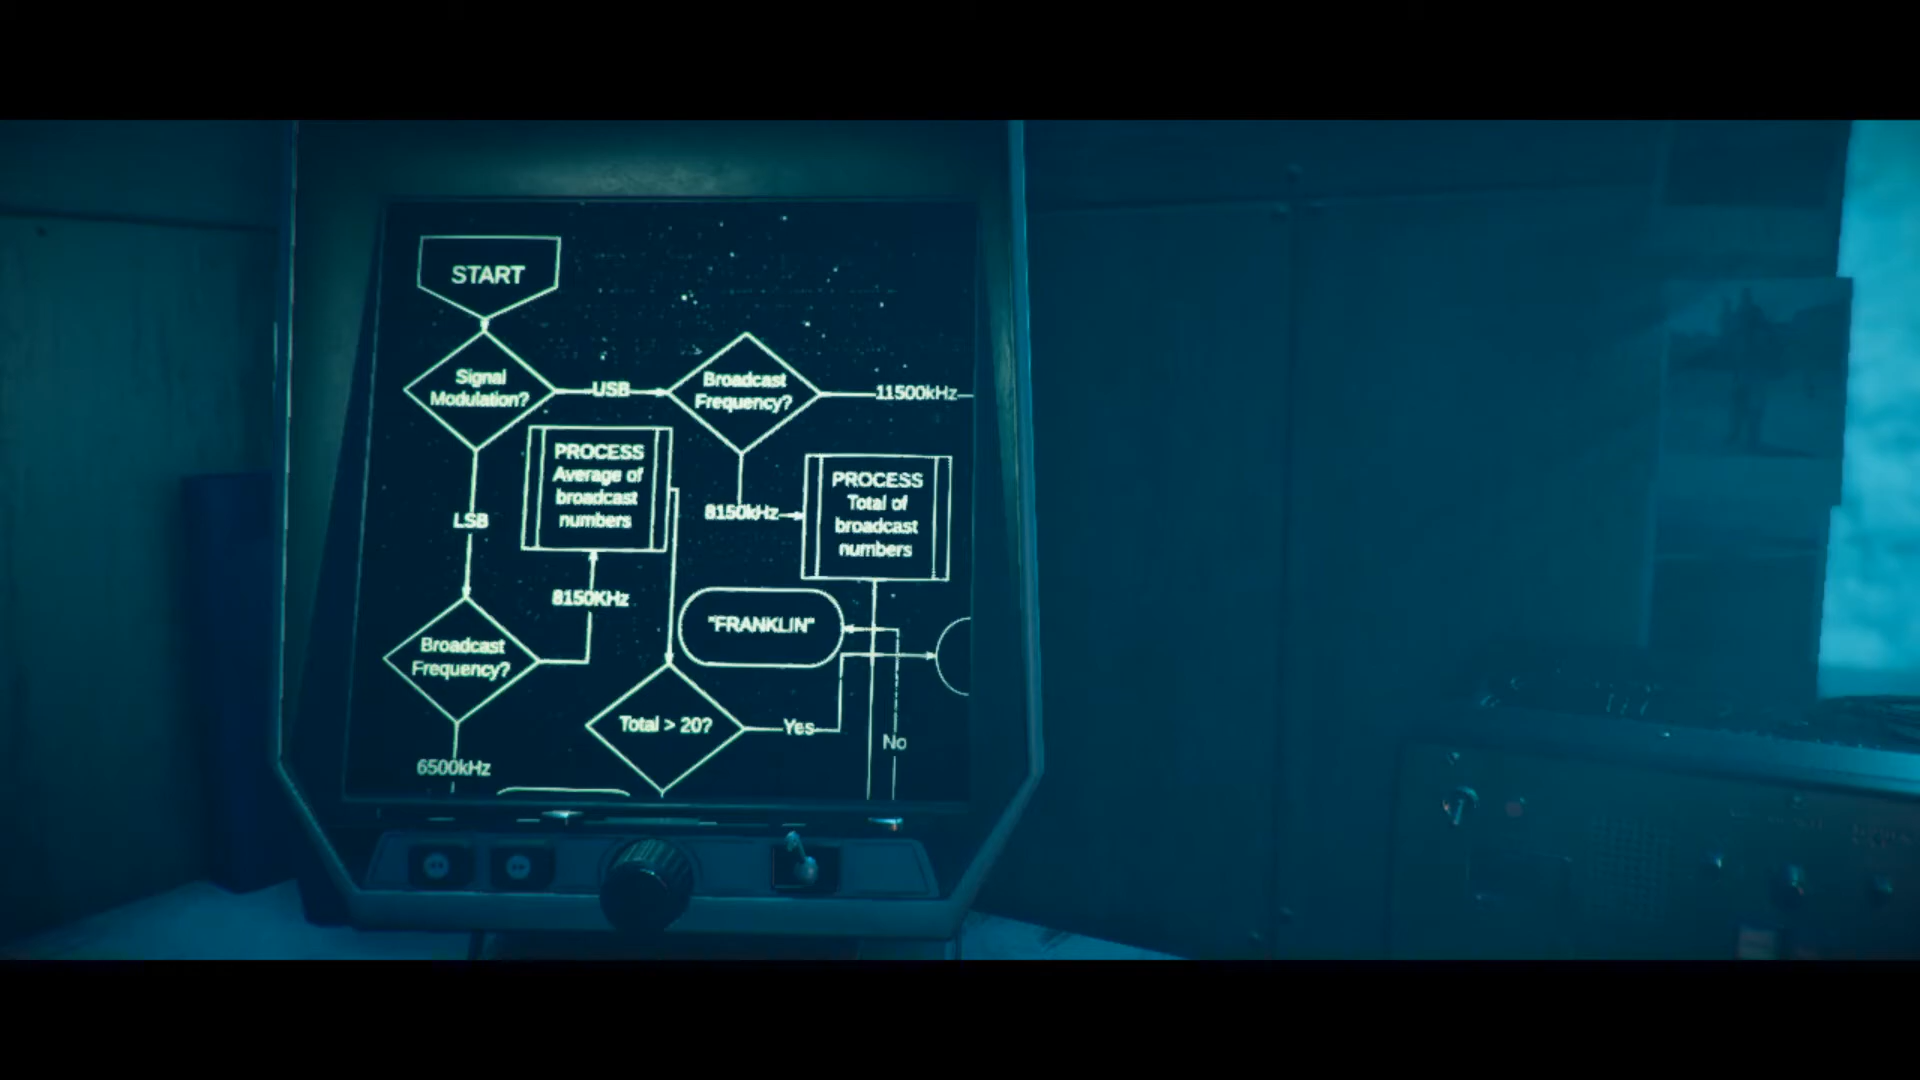 START
Signal
Modulation?
USB
Broadcast
Frequency?
11500kHz
PROCESS
Average of
broadcast
numbers
LSB
8150kHz
PROCESS
Total of
broadcast
numbers
8150KHz
"FRANKLIN"
Broadcast
Frequency?
Total > 20?
Yes
No
6500kHz